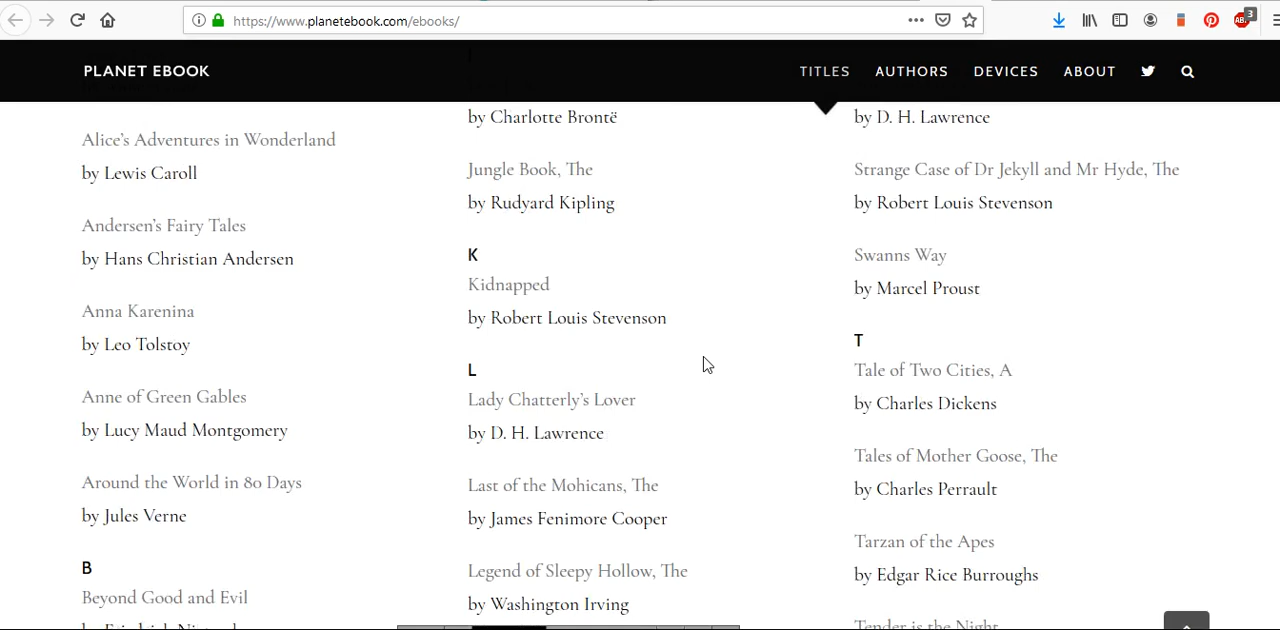 https://www.planetebook.com/ebooks/
3
PLANET EBOOK
TITLES
AUTHORS
DEVICES
ABOUT
Alice's Adventures in Wonderland
by Lewis Caroll
Andersen's Fairy Tales
by Hans Christian Andersen
Anna Karenina
by Leo Tolstoy
Anne of Green Gables
by Lucy Maud Montgomery
Around the World in 80 Days
by Jules Verne
B
Beyond Good and Evil
by Charlotte Brontë
Jungle Book, The
by Rudyard Kipling
K
Kidnapped
by Robert Louis Stevenson
L
Lady Chatterly's Lover
by D. H. Lawrence
Last of the Mohicans, The
by James Fenimore Cooper
Legend of Sleepy Hollow, The
by Washington Irving
by D. H. Lawrence
Strange Case of Dr Jekyll and Mr Hyde, The
by Robert Louis Stevenson
Swanns Way
by Marcel Proust
T
Tale of Two Cities, A
by Charles Dickens
Tales of Mother Goose, The
by Charles Perrault
Tarzan of the Apes
by Edgar Rice Burroughs
Tender is the Night